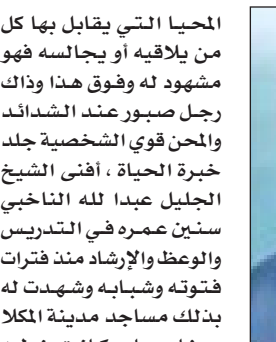 المحيا التي يقابل بها كل
من يلاقيه أو يجالسه فهو
مشهود له وفوق هذا وذاك
رجل صبور عند الشدائد
والمحن قوي الشخصية جلد
خبرة الحياة ، أفنى الشيخ
الجليل عبدا لله الناخبي
سنين عمره في التدريس
والوعظ والإرشاد منذ فترات
فتوته وشبابه وشهدت له
بذلك مساجد مدينة المكلا